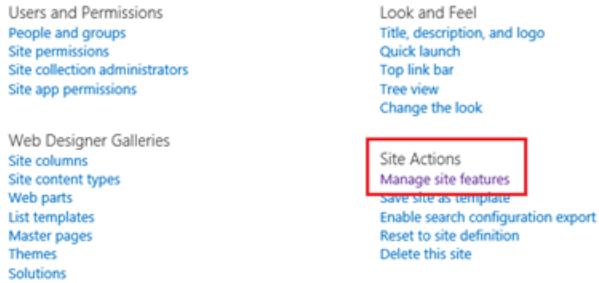 Users and Permissions
People and groups
Site permissions
Site collection administrators
Site app permissions
Web Designer Galleries
Site columns
Site content types
Web parts
List templates
Master pages
Themes
Solutions
Look and Feel
Title, description, and logo
Quick launch
Top link bar
Tree view
Change the look
Site Actions
Manage site features
Save site as template
Enable search configuration export
Reset to site definition
Delete this site